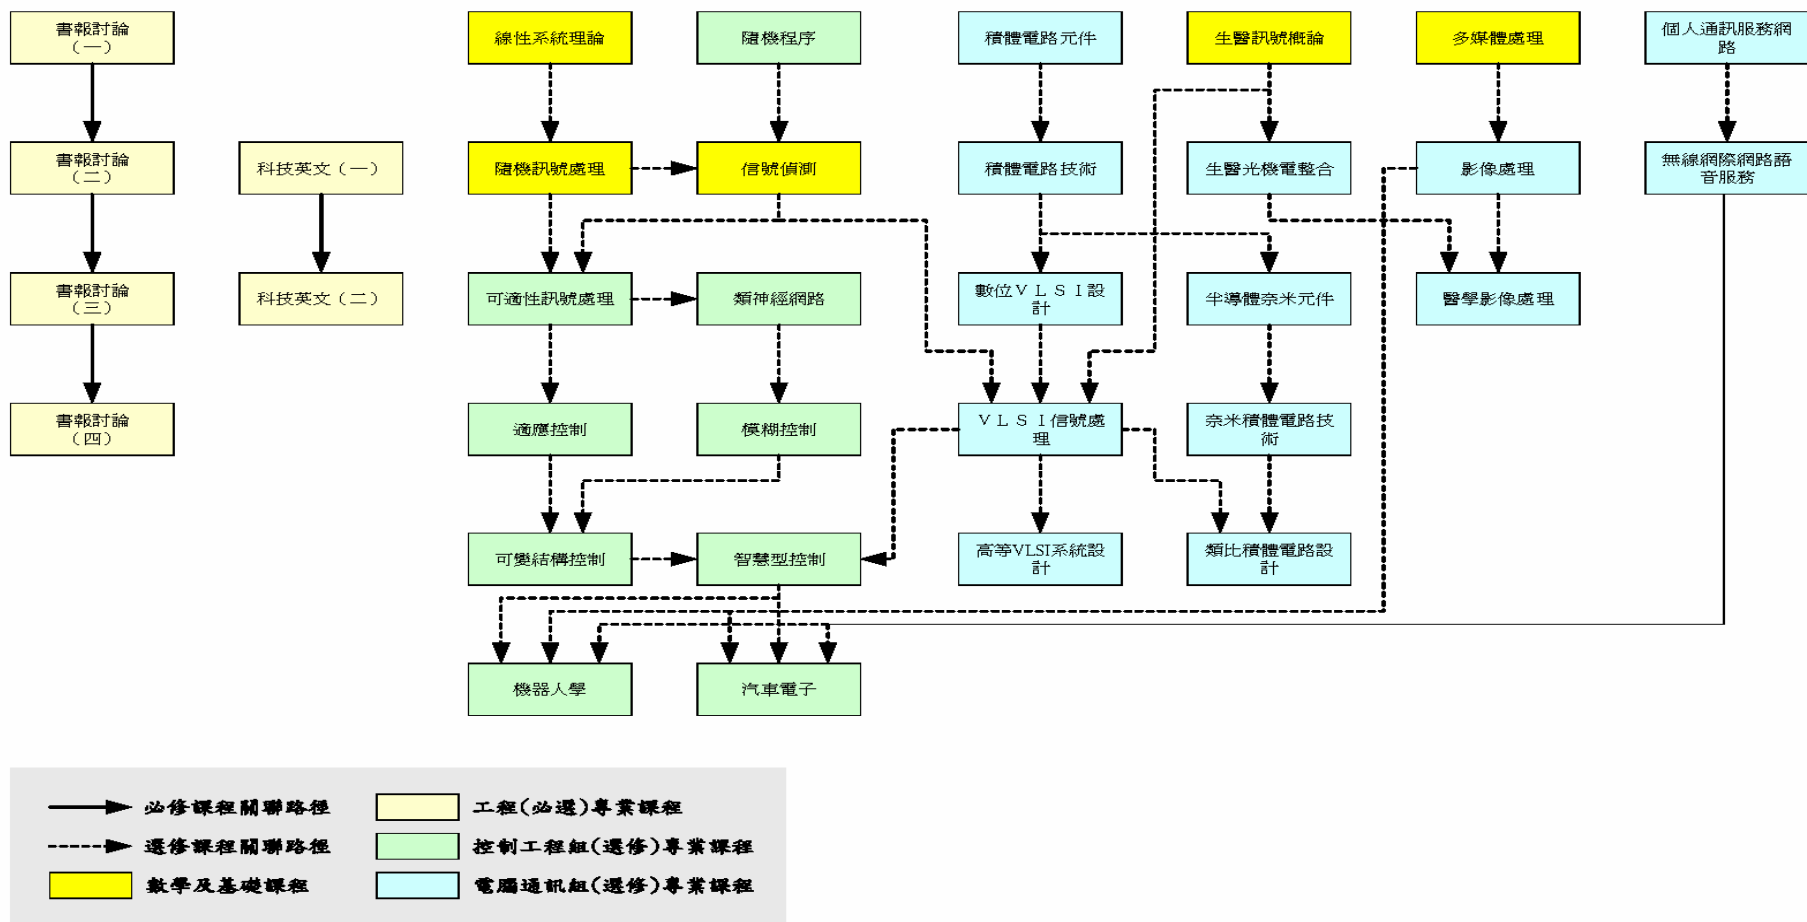 書報討論
（一）
線性系統理論
隨機程序
積體電路元件
生醫訊號概論
多媒體處理
個人通訊服務網
路
書報討論
（二）
科技英文（一）
隨機訊號處理
信號偵測
積體電路技術
生醫光機電整合
影像處理
無線網際網路語
音服務
書報討論
（三）
科技英文（二）
可適性訊號處理
類神經網路
數位ＶＬＳＩ設
計
半導體奈米元件
醫學影像處理
書報討論
（四）
適應控制
模糊控制
ＶＬＳＩ信號處
理
奈米積體電路技
術
可變結構控制
智慧型控制
高等VLSI系統設
計
類比積體電路設
計
機器人學
汽車電子
必修課程關聯路徑
工程(必選)專業課程
選修課程關聯路徑
控制工程組(選修)專業課程
數學及基礎課程
電腦通訊組(選修)專業課程